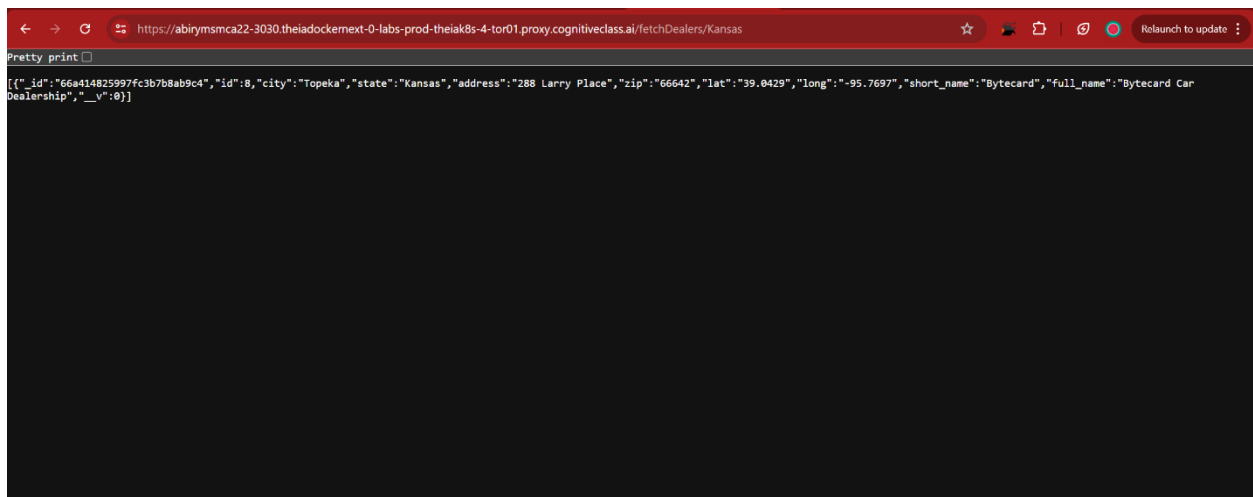 https://abirymsmca22-3030.theiadockernext-0-labs-prod-theiak8s-4-tor01.proxy.cognitiveclass.ai/fetchDealers/Kansas
Relaunch to update
Pretty print
[{"_id":"66a414825997fc3b7b8ab9c4","id":8,"city":"Topeka","state":"Kansas","address":"288 Larry Place","zip":"66642","lat":"39.0429","long":"-95.7697","short_name":"Bytecard","full_name":"Bytecard Car
Dealership","__v":0}]